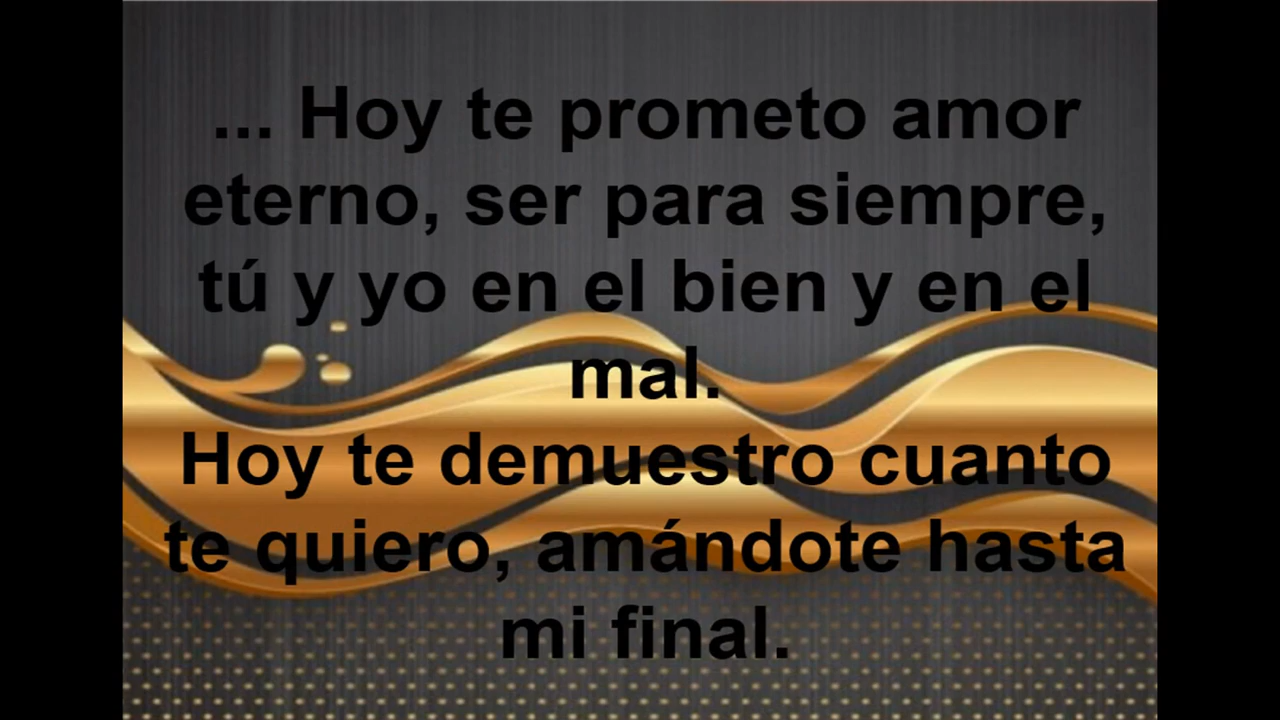 ... Hoy te prometo amor
eterno, ser para siempre,
tú y yo en el bien y en el
mal.
Hoy te demuestro cuanto
te quiero, amándote hasta
mi final.